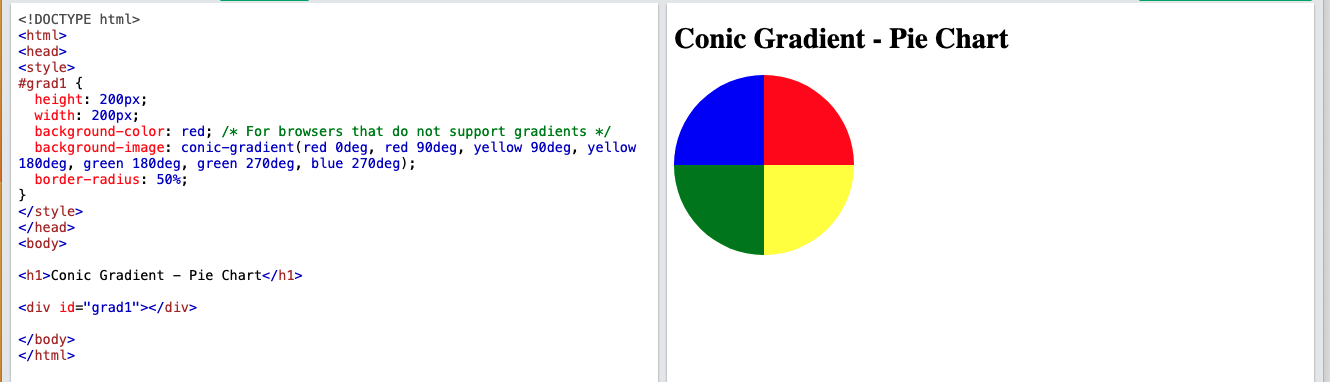 <!DOCTYPE html>
<html>
<head>
<style>
#grad1 {
  height: 200px;
  width: 200px;
  background-color: red; /* For browsers that do not support gradients */
  background-image: conic-gradient(red 0deg, red 90deg, yellow 90deg, yellow
180deg, green 180deg, green 270deg, blue 270deg);
  border-radius: 50%;
}
</style>
</head>
<body>

<h1>Conic Gradient - Pie Chart</h1>

<div id="grad1"></div>

</body>
</html>
Conic Gradient - Pie Chart